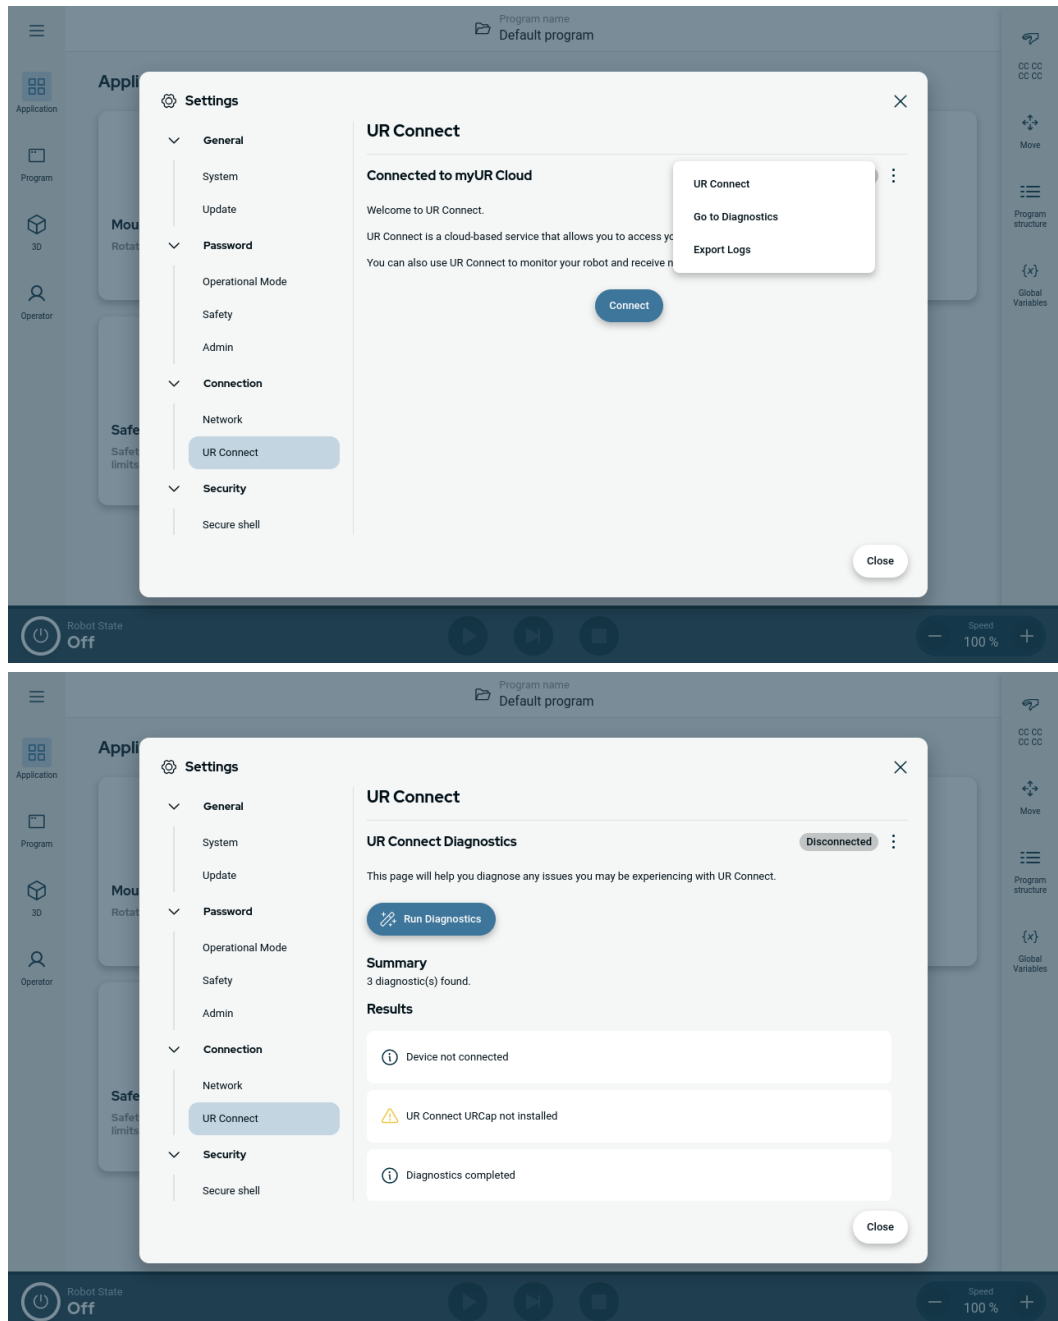 Program name
Default program
Application
Program
3D
Operator
Appli
Mou
Rotat
Safe
Safet
limits
Settings
General
System
Update
Password
Operational Mode
Safety
Admin
Connection
Network
UR Connect
Security
Secure shell
UR Connect
Connected to myUR Cloud
Welcome to UR Connect.
UR Connect is a cloud-based service that allows you to access yo
You can also use UR Connect to monitor your robot and receive n
UR Connect
Go to Diagnostics
Export Logs
Connect
Close
CC CC
CC CC
Move
Program
structure
{x}
Global
Variables
Robot State
Off
Speed
100 %
Program name
Default program
Application
Program
3D
Operator
Appli
Mou
Rotat
Safe
Safet
limits
Settings
General
System
Update
Password
Operational Mode
Safety
Admin
Connection
Network
UR Connect
Security
Secure shell
UR Connect
UR Connect Diagnostics
Disconnected
This page will help you diagnose any issues you may be experiencing with UR Connect.
Run Diagnostics
Summary
3 diagnostic(s) found.
Results
Device not connected
UR Connect URCap not installed
Diagnostics completed
Close
CC CC
CC CC
Move
Program
structure
{x}
Global
Variables
Robot State
Off
Speed
100 %